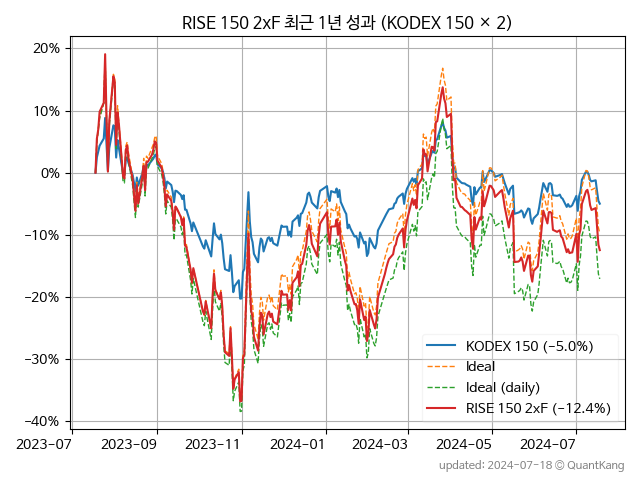 RISE 150 2xF 최근 1년 성과 (KODEX 150 × 2)
20%
10%
0%
−10%
−20%
−30%
−40%
2023-07
2023-09
2023-11
2024-01
2024-03
2024-05
2024-07
KODEX 150 (−5.0%)
Ideal
Ideal (daily)
RISE 150 2xF (−12.4%)
updated: 2024-07-18 © QuantKang